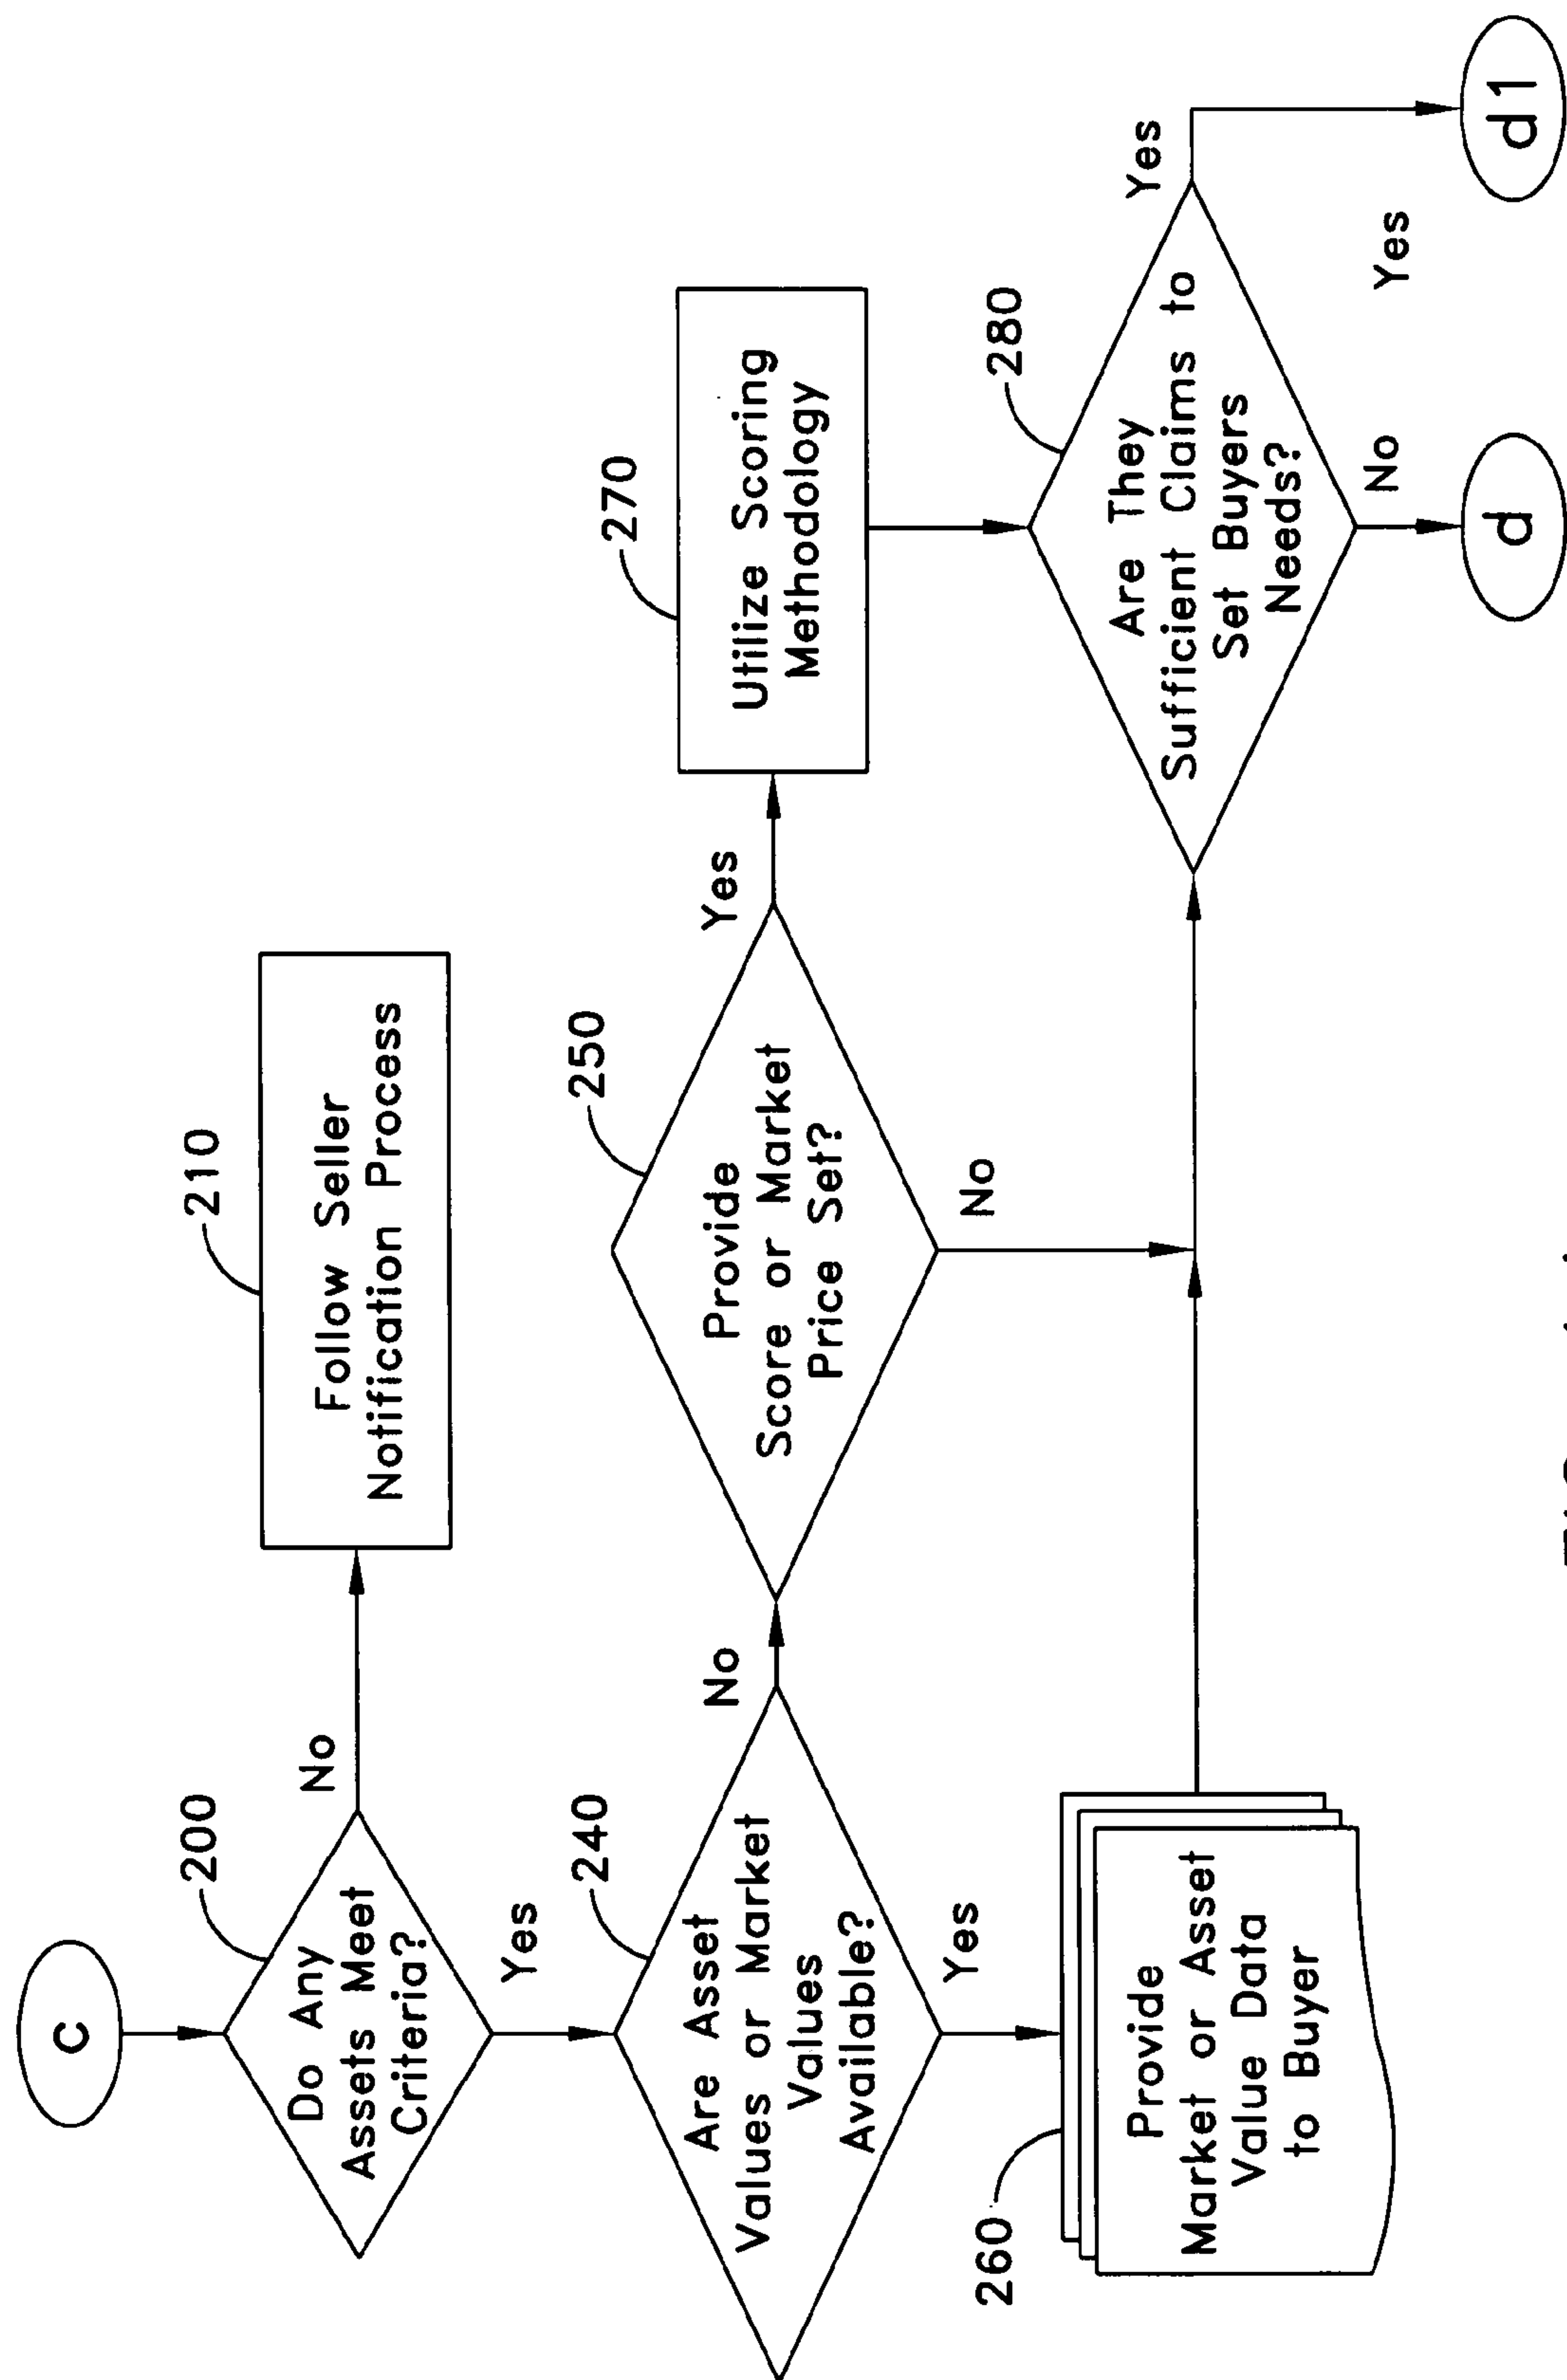 c
200
Do Any
Assets Meet
Criteria?
No
210
Follow Seller
Notification Process
Yes
240
Are Asset
Values or Market
Values
Available?
No
250
Provide
Score or Market
Price Set?
Yes
270
Utilize Scoring
Methodology
Yes
260
Provide
Market or Asset
Value Data
to Buyer
No
280
Are They
Sufficient Claims to
Set Buyers
Needs?
Yes
No
Yes
d
d1